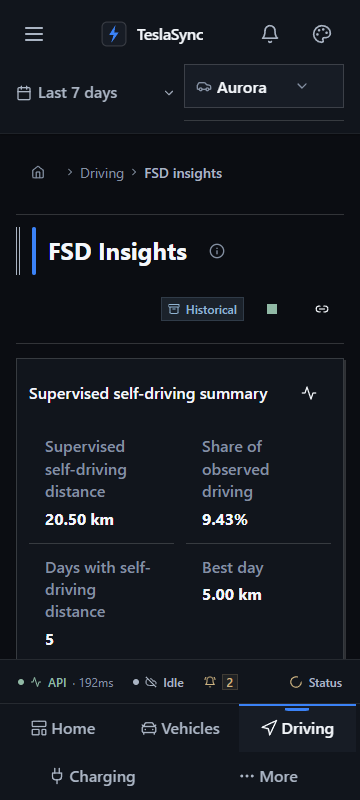 TeslaSync
Last 7 days
Aurora
Driving
FSD insights
FSD Insights
Historical
Supervised self-driving summary
Supervised
self-driving
distance
20.50 km
Share of
observed
driving
9.43%
Days with self-
driving
distance
5
Best day
5.00 km
API · 192ms
Idle
2
Status
Home
Vehicles
Driving
Charging
More